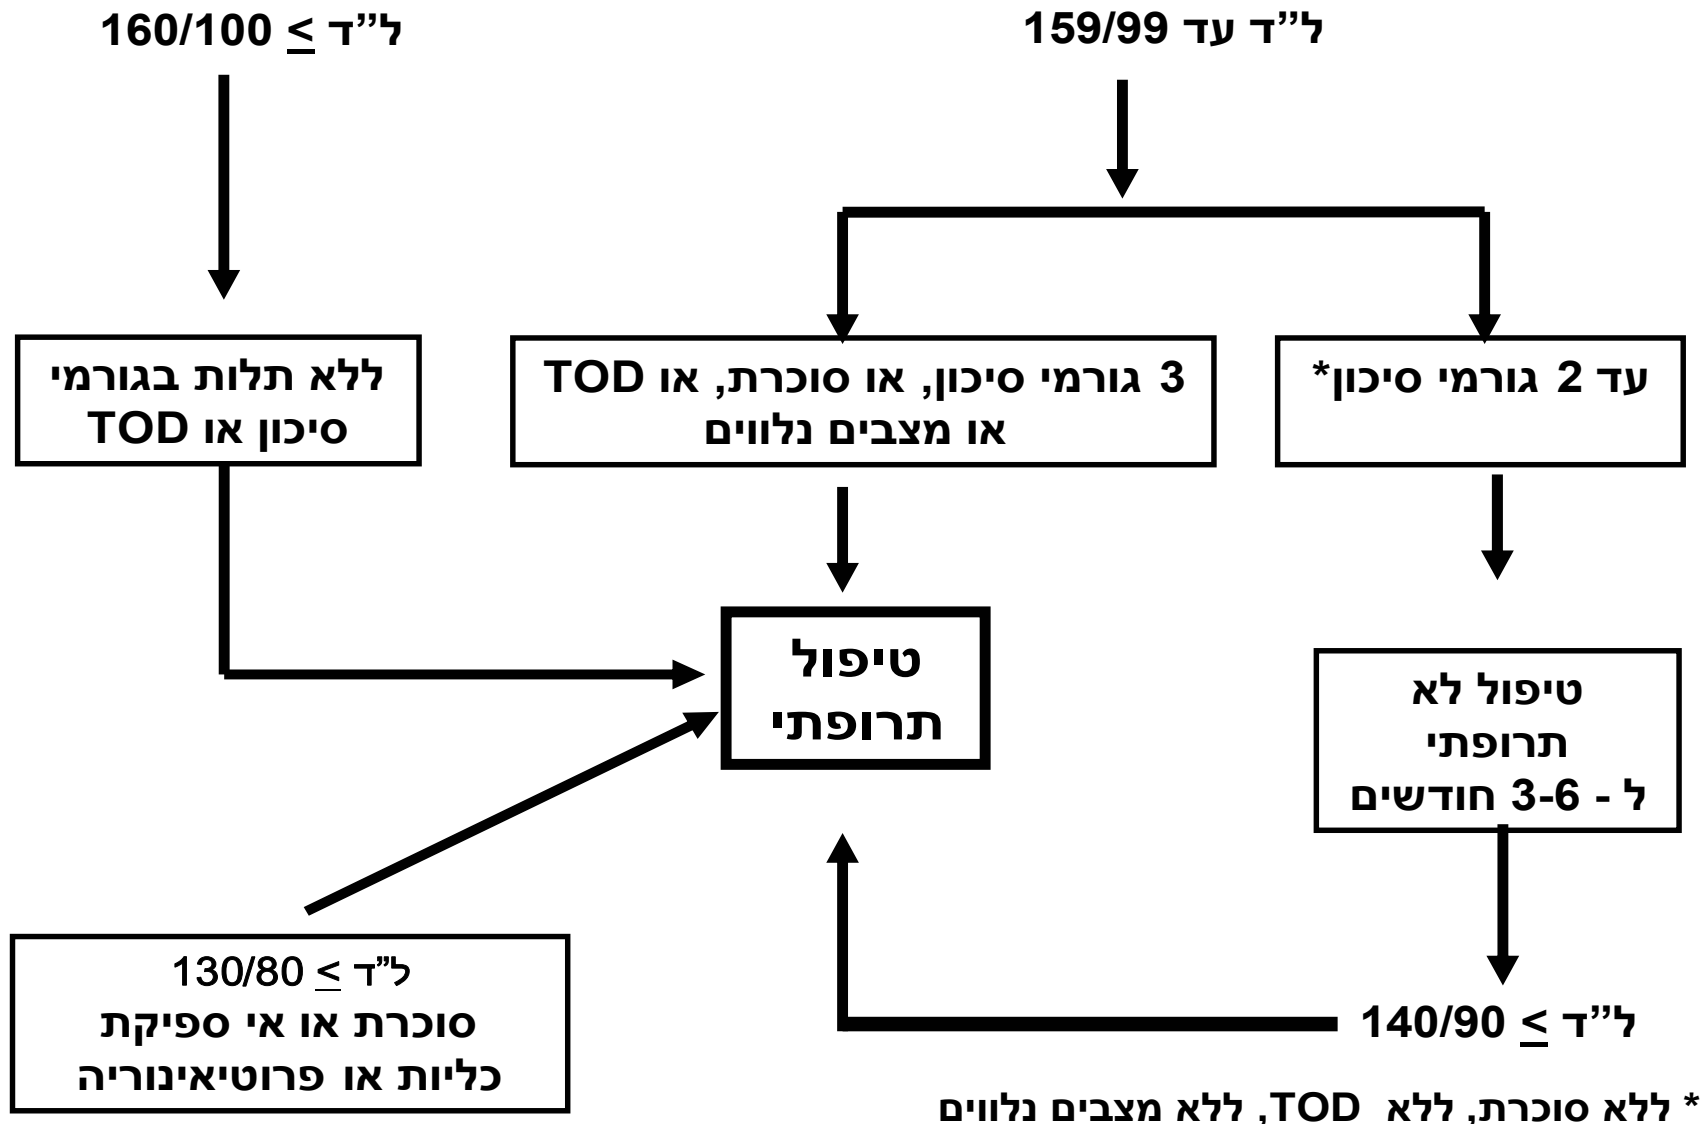 ל”ד ≥ 160/100
ל”ד עד 159/99
ללא תלות בגורמי
סיכון או TOD
3 גורמי סיכון, או סוכרת, או TOD
או מצבים נלווים
עד 2 גורמי סיכון*
טיפול
תרופתי
טיפול לא
תרופתי
ל - 3-6 חודשים
ל”ד ≥ 130/80
סוכרת או אי ספיקת
כליות או פרוטיאינוריה
ל”ד ≥ 140/90
* ללא סוכרת, ללא TOD, ללא מצבים נלווים